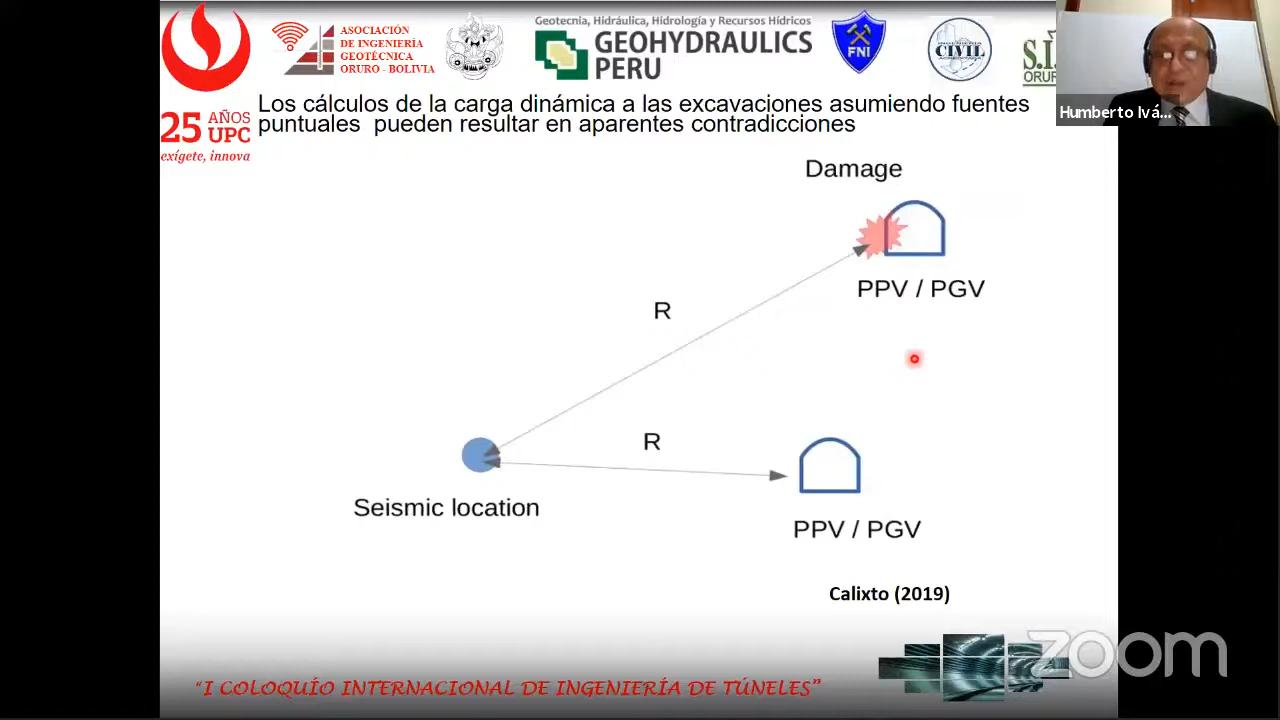 ASOCIACIÓN
DE INGENIERÍA
GEOTÉCNICA
ORURO - BOLIVIA
Geotecnia, Hidráulica, Hidrología y Recursos Hídricos
GEOHYDRAULICS
PERU
FNI
CIVIL
S.I
ORUR
Humberto Ivá...
25 AÑOS
UPC
exígete, innova
Los cálculos de la carga dinámica a las excavaciones asumiendo fuentes
puntuales pueden resultar en aparentes contradicciones
Damage
PPV / PGV
R
R
Seismic location
PPV / PGV
Calixto (2019)
"I COLOQUÍO INTERNACIONAL DE INGENIERÍA DE TÚNELES"
zoom